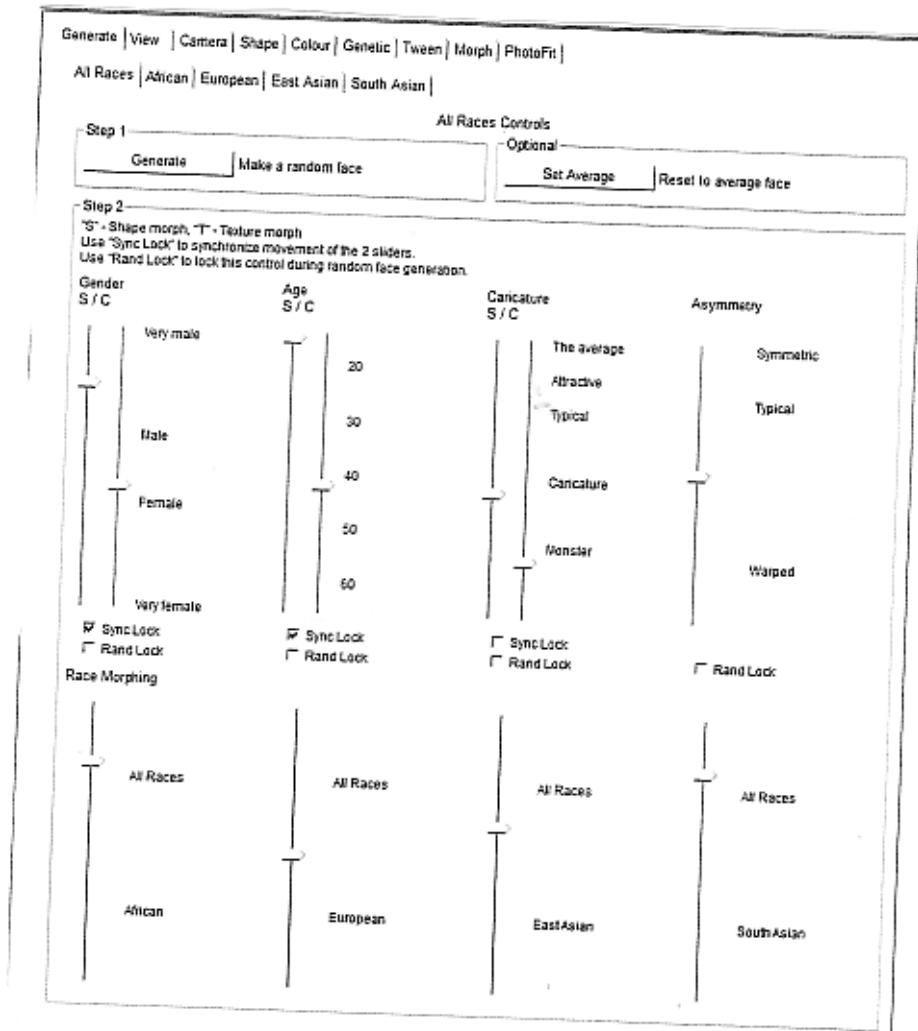 Generate | View | Camera | Shape | Colour | Genetic | Tween | Morph | PhotoFit |
All Races | African | European | East Asian | South Asian |
All Races Controls
Step 1
Generate Make a random face
Optional
Set Average Reset to average face
Step 2
"S" - Shape morph, "T" - Texture morph
Use "Sync Lock" to synchronize movement of the 2 sliders.
Use "Rand Lock" to lock this control during random face generation.
Gender
S / C
Very male
Male
Female
Very female
Sync Lock
Rand Lock
Age
S / C
20
30
40
50
60
Sync Lock
Rand Lock
Caricature
S / C
The average
Attractive
Typical
Caricature
Monster
Sync Lock
Rand Lock
Asymmetry
Symmetric
Typical
Warped
Rand Lock
Race Morphing
All Races
African
All Races
European
All Races
East Asian
All Races
South Asian